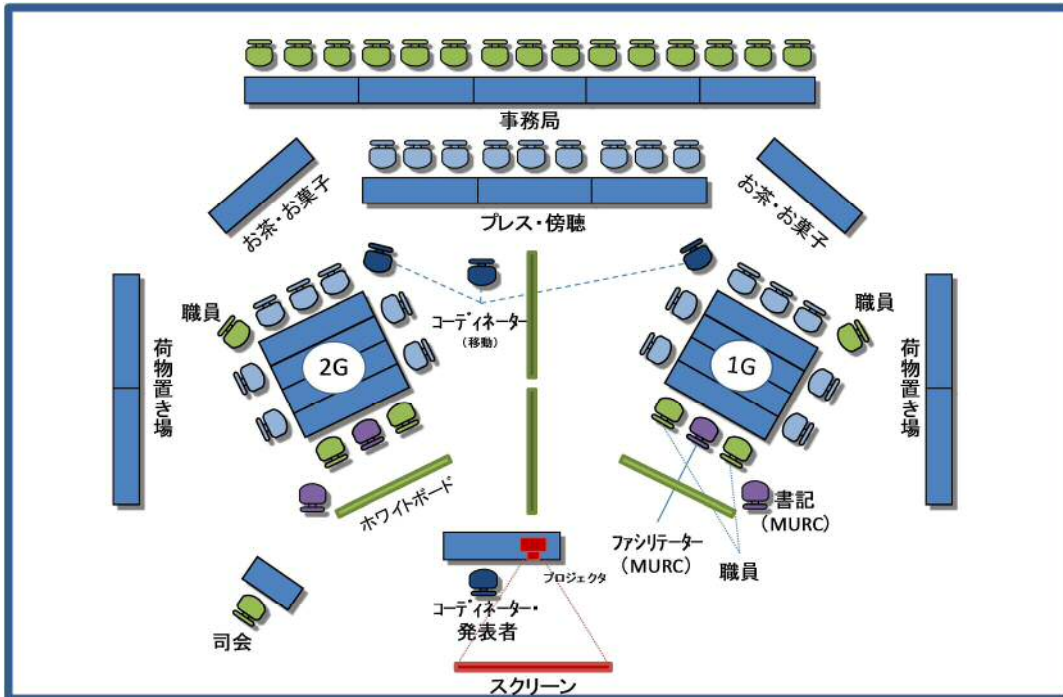 事務局
プレス・傍聴
お茶・お菓子
お茶・お菓子
職員
コーディネーター
(移動)
職員
荷物置き場
2G
1G
荷物置き場
ホワイトボード
書記
(MURC)
ファシリテーター
(MURC)
職員
プロジェクタ
コーディネーター・
発表者
司会
スクリーン